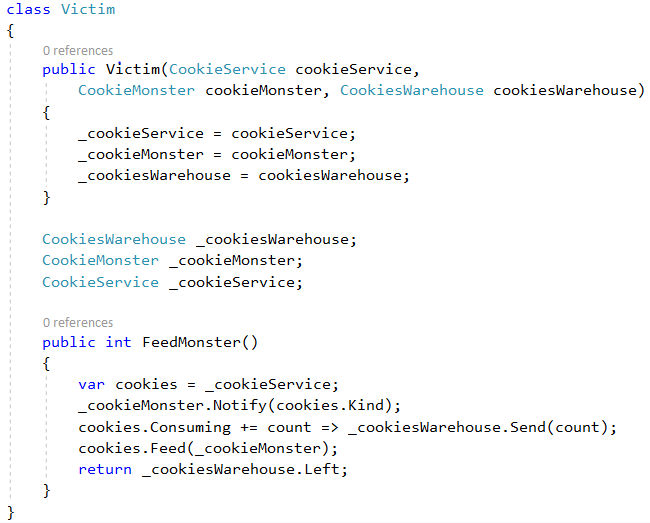 class Victim
{
0 references
public Victim(CookieService cookieService,
CookieMonster cookieMonster, CookiesWarehouse cookiesWarehouse)
{
_cookieService = cookieService;
_cookieMonster = cookieMonster;
_cookiesWarehouse = cookiesWarehouse;
}
CookiesWarehouse _cookiesWarehouse;
CookieMonster _cookieMonster;
CookieService _cookieService;
0 references
public int FeedMonster()
{
var cookies = _cookieService;
_cookieMonster.Notify(cookies.Kind);
cookies.Consuming += count => _cookiesWarehouse.Send(count);
cookies.Feed(_cookieMonster);
return _cookiesWarehouse.Left;
}
}